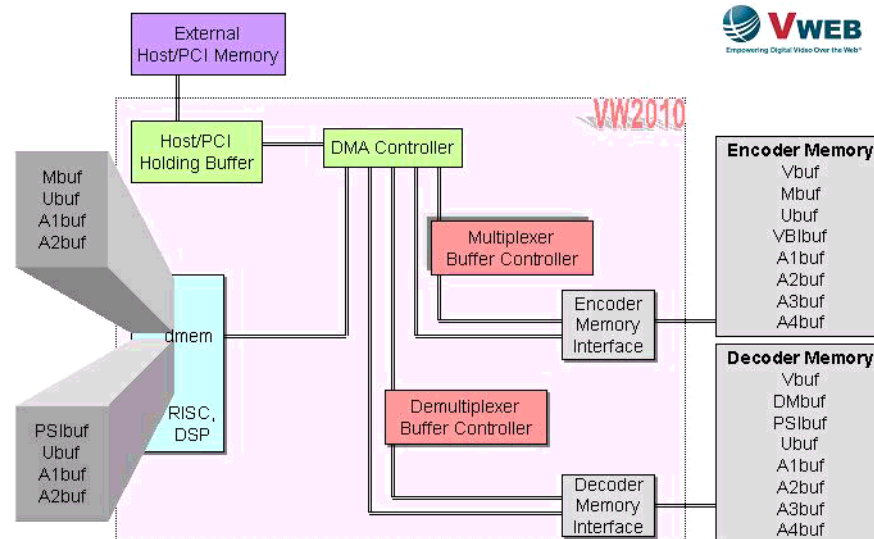 External
Host/PCI Memory
VWEB
Empowering Digital Video Over the Web®
VW2010
Host/PCI
Holding Buffer
DMA Controller
Mbuf
Ubuf
A1buf
A2buf
Multiplexer
Buffer Controller
Encoder
Memory
Interface
Encoder Memory
Vbuf
Mbuf
Ubuf
VBIbuf
A1buf
A2buf
A3buf
A4buf
dmem
RISC,
DSP
PSIbuf
Ubuf
A1buf
A2buf
Demultiplexer
Buffer Controller
Decoder
Memory
Interface
Decoder Memory
Vbuf
DMbuf
PSIbuf
Ubuf
A1buf
A2buf
A3buf
A4buf